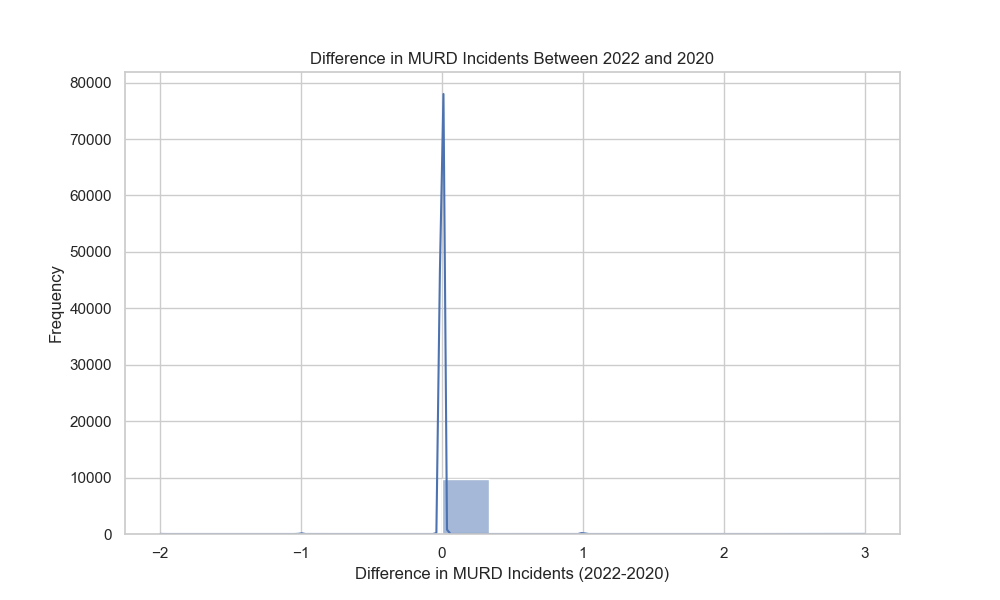 Difference in MURD Incidents Between 2022 and 2020
80000
70000
60000
50000
40000
30000
20000
10000
0
Frequency
−2 −1 0 1 2 3
Difference in MURD Incidents (2022-2020)